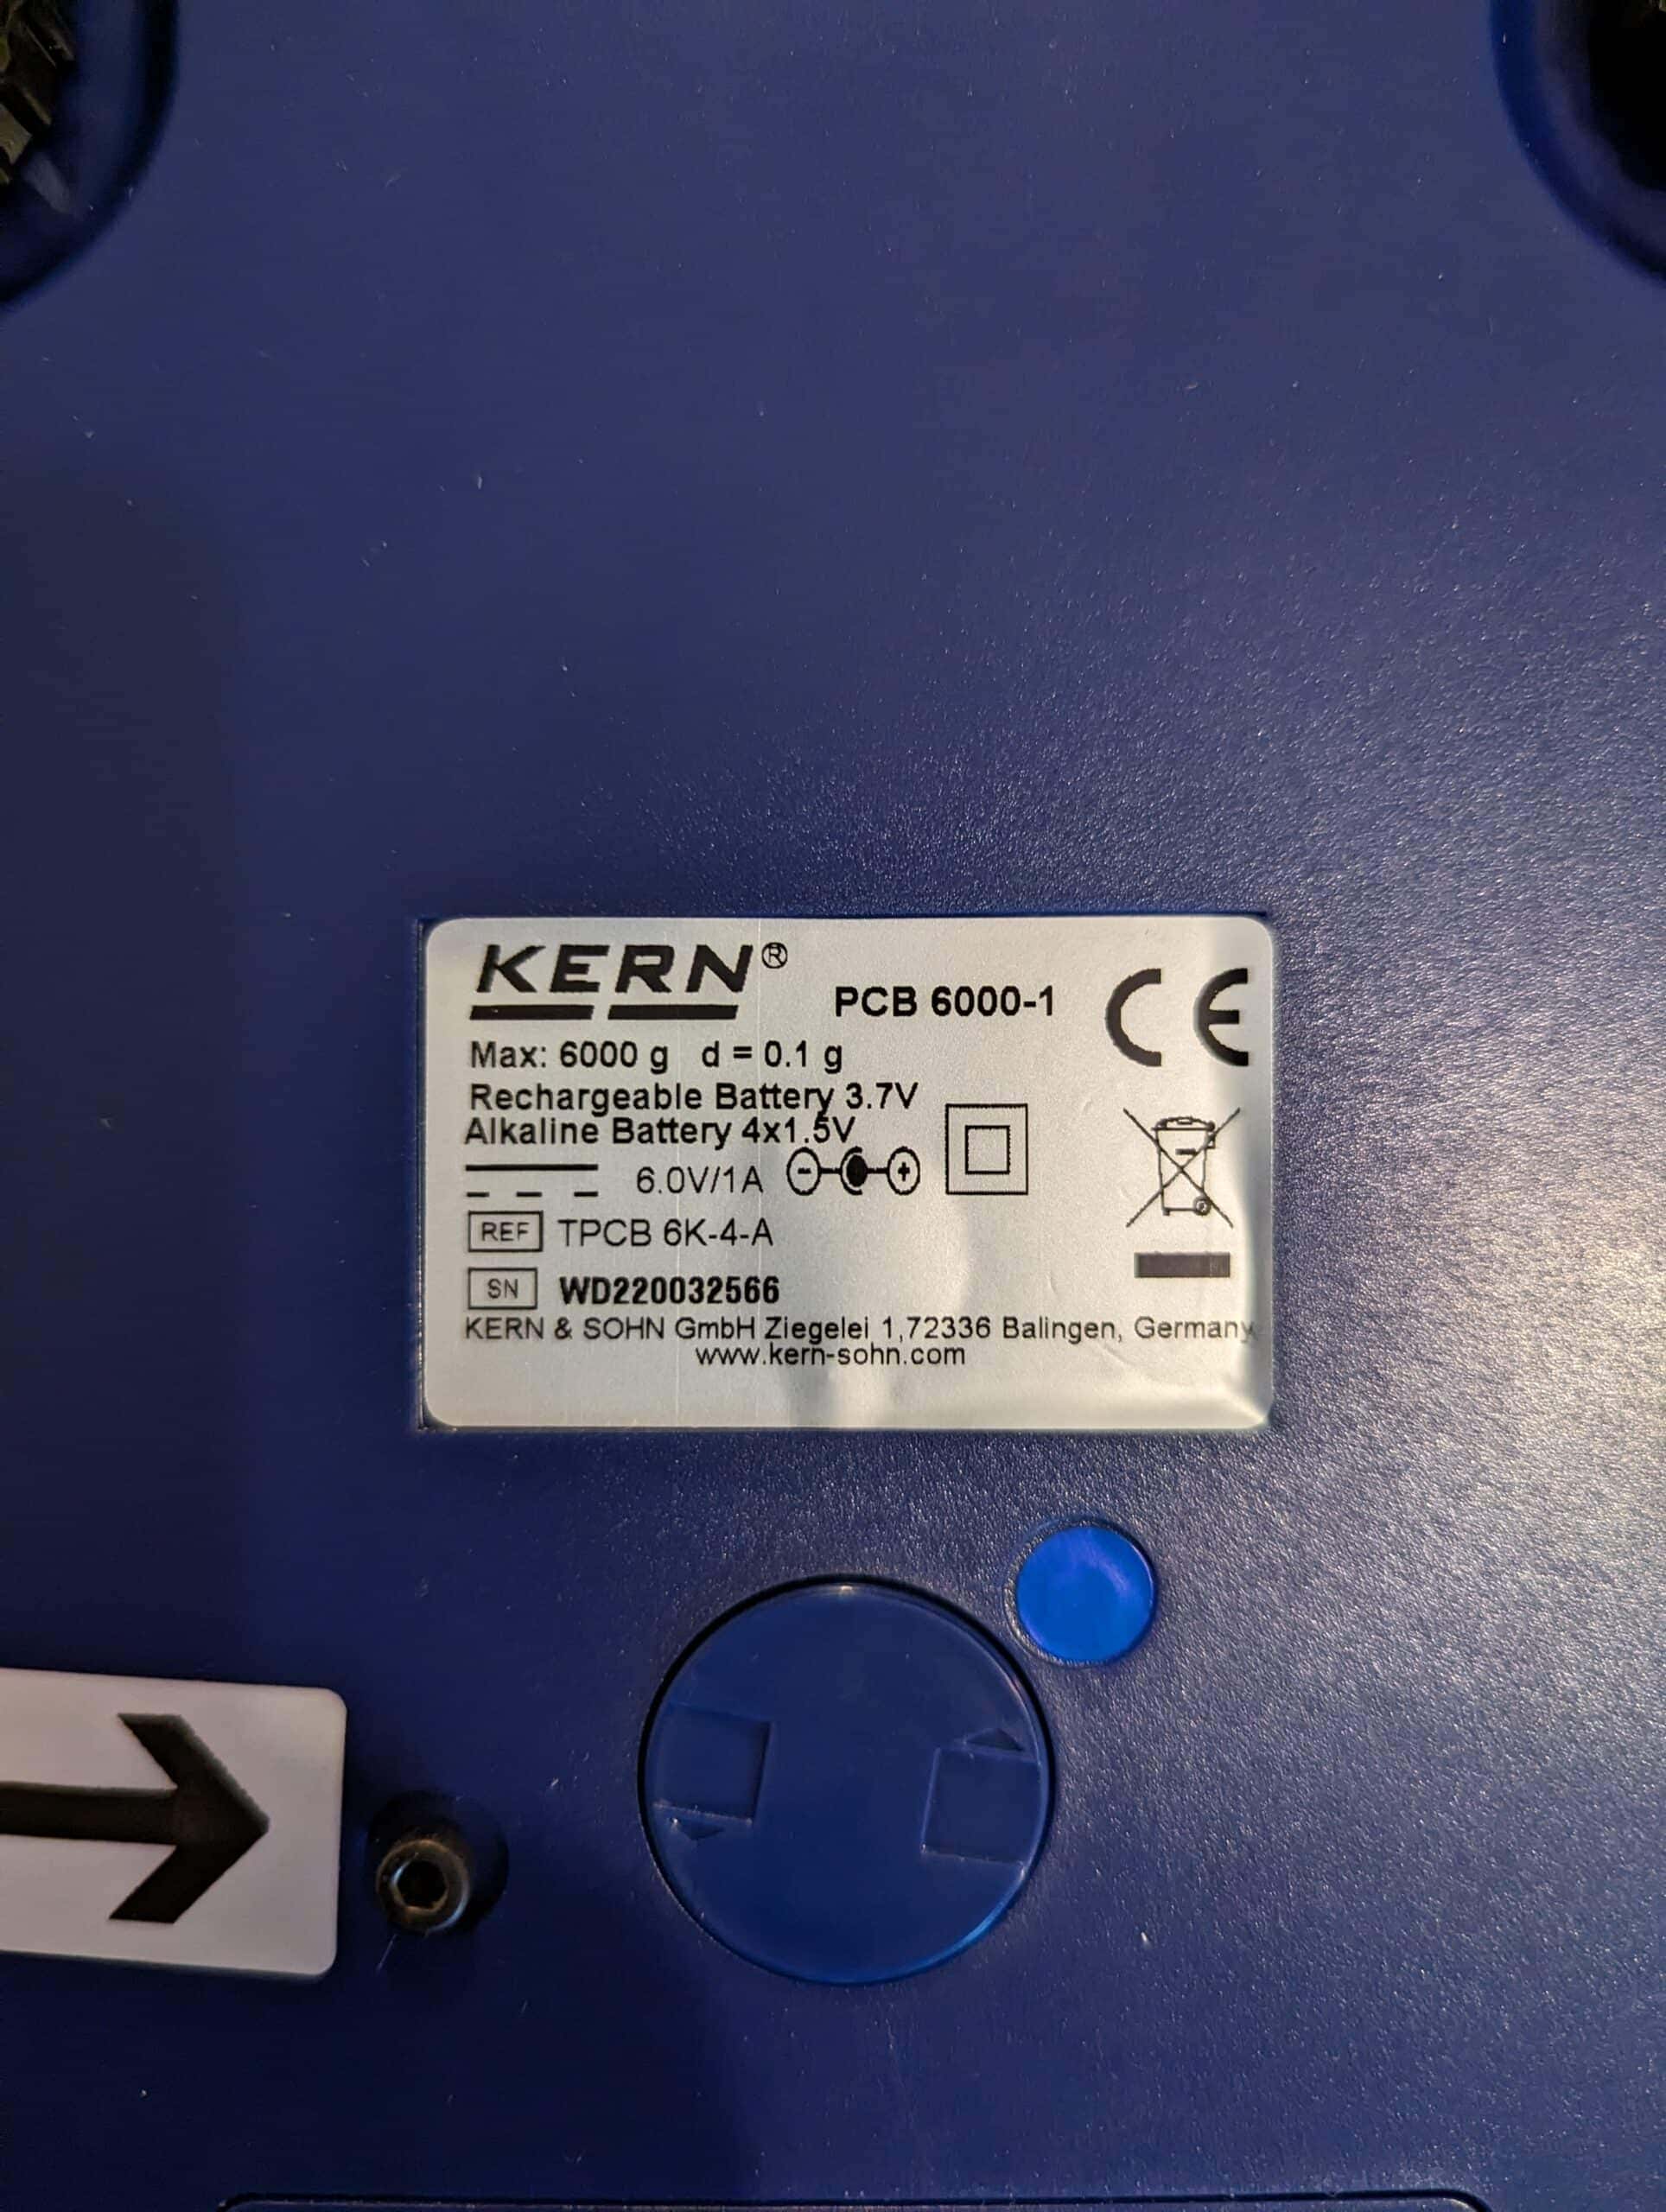 KERN®
PCB 6000-1
CE
Max: 6000 g d = 0.1 g
Rechargeable Battery 3.7V
Alkaline Battery 4x1.5V
6.0V/1A
REF TPCB 6K-4-A
SN WD220032566
KERN & SOHN GmbH Ziegelei 1,72336 Balingen, Germany
www.kern-sohn.com